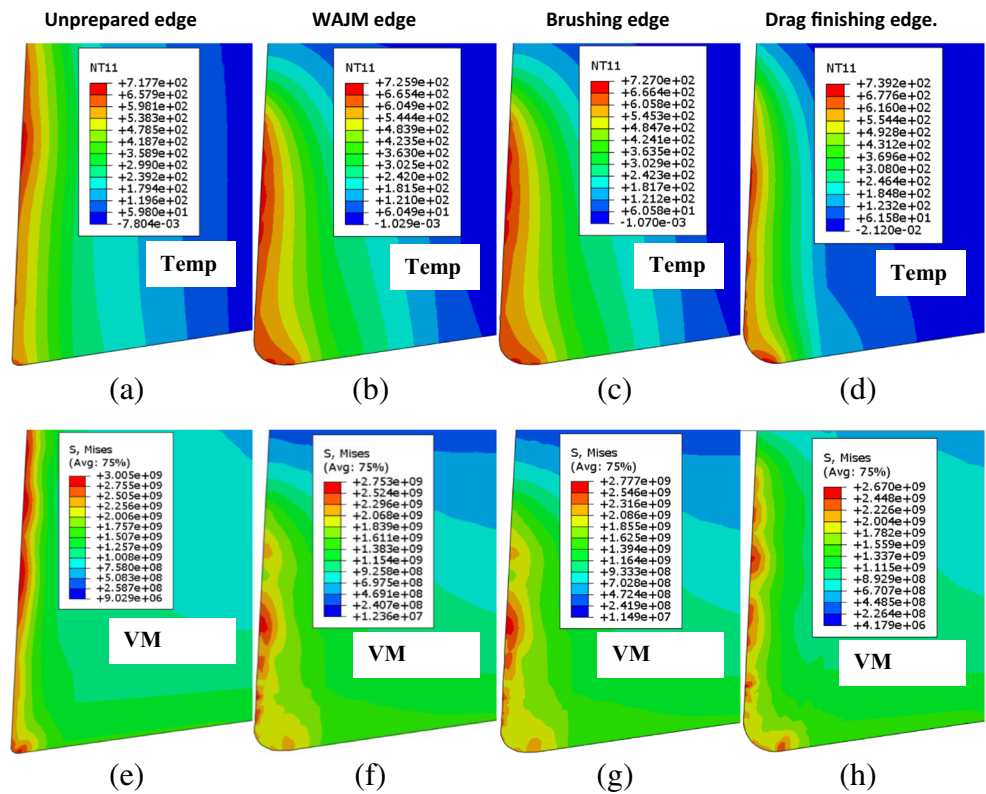 Unprepared edge
WAJM edge
Brushing edge
Drag finishing edge.
NT11
+7.177e+02
+6.579e+02
+5.981e+02
+5.383e+02
+4.785e+02
+4.187e+02
+3.589e+02
+2.990e+02
+2.392e+02
+1.794e+02
+1.196e+02
+5.980e+01
-7.804e-03
Temp
NT11
+7.259e+02
+6.654e+02
+6.049e+02
+5.444e+02
+4.839e+02
+4.235e+02
+3.630e+02
+3.025e+02
+2.420e+02
+1.815e+02
+1.210e+02
+6.049e+01
-1.029e-03
Temp
NT11
+7.270e+02
+6.664e+02
+6.058e+02
+5.453e+02
+4.847e+02
+4.241e+02
+3.635e+02
+3.029e+02
+2.423e+02
+1.817e+02
+1.212e+02
+6.058e+01
-1.070e-03
Temp
NT11
+7.392e+02
+6.776e+02
+6.160e+02
+5.544e+02
+4.928e+02
+4.312e+02
+3.696e+02
+3.080e+02
+2.464e+02
+1.848e+02
+1.232e+02
+6.158e+01
-2.120e-02
Temp
(a)
(b)
(c)
(d)
S, Mises
(Avg: 75%)
+3.005e+09
+2.755e+09
+2.505e+09
+2.256e+09
+2.006e+09
+1.757e+09
+1.507e+09
+1.257e+09
+1.008e+09
+7.580e+08
+5.083e+08
+2.587e+08
+9.029e+06
VM
S, Mises
(Avg: 75%)
+2.753e+09
+2.524e+09
+2.296e+09
+2.068e+09
+1.839e+09
+1.611e+09
+1.383e+09
+1.154e+09
+9.258e+08
+6.975e+08
+4.691e+08
+2.407e+08
+1.236e+07
VM
S, Mises
(Avg: 75%)
+2.777e+09
+2.546e+09
+2.316e+09
+2.086e+09
+1.855e+09
+1.625e+09
+1.394e+09
+1.164e+09
+9.333e+08
+7.028e+08
+4.724e+08
+2.419e+08
+1.149e+07
VM
S, Mises
(Avg: 75%)
+2.670e+09
+2.448e+09
+2.226e+09
+2.004e+09
+1.782e+09
+1.559e+09
+1.337e+09
+1.115e+09
+8.929e+08
+6.707e+08
+4.485e+08
+2.264e+08
+4.179e+06
VM
(e)
(f)
(g)
(h)